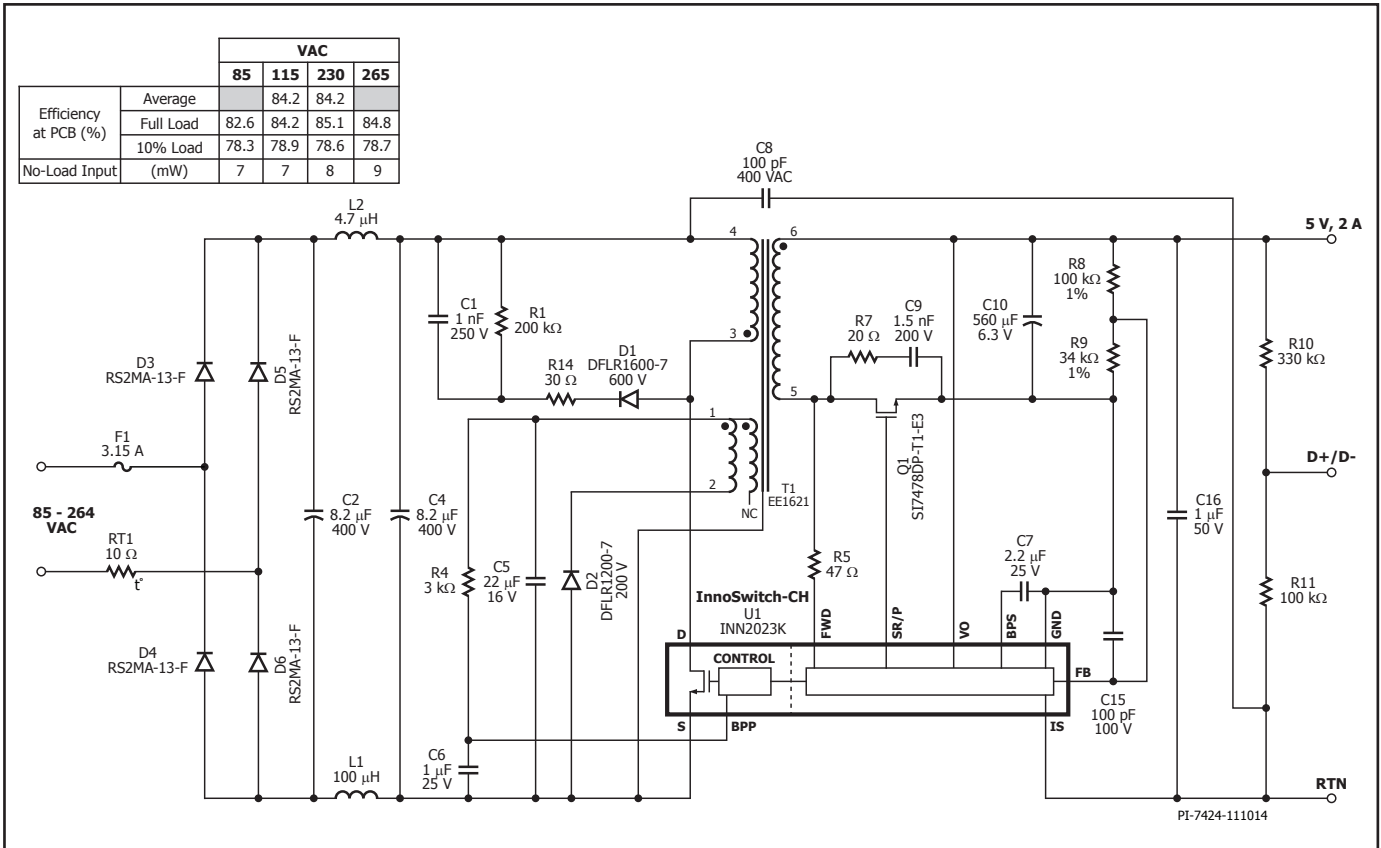 VAC
85 115 230 265
Efficiency at PCB (%)
Average 84.2 84.2
Full Load 82.6 84.2 85.1 84.8
10% Load 78.3 78.9 78.6 78.7
No-Load Input (mW) 7 7 8 9
C8
100 pF
400 VAC
L2
4.7 μH
4
6
5 V, 2 A
C1
1 nF
250 V
R1
200 kΩ
3
R14
30 Ω
D1
DFLR1600-7
600 V
R7
20 Ω
C9
1.5 nF
200 V
C10
560 μF
6.3 V
R8
100 kΩ
1%
R9
34 kΩ
1%
R10
330 kΩ
D3
RS2MA-13-F
D5
RS2MA-13-F
5
1
2
NC
T1
EE1621
Q1
SI7478DP-T1-E3
F1
3.15 A
D+/D-
85 - 264
VAC
RT1
10 Ω
t°
C2
8.2 μF
400 V
C4
8.2 μF
400 V
R4
3 kΩ
C5
22 μF
16 V
D2
DFLR1200-7
200 V
R5
47 Ω
C7
2.2 μF
25 V
C16
1 μF
50 V
R11
100 kΩ
InnoSwitch-CH
U1
INN2023K
D4
RS2MA-13-F
D6
RS2MA-13-F
D
CONTROL
FWD
SR/P
VO
BPS
GND
FB
S
BPP
IS
C15
100 pF
100 V
C6
1 μF
25 V
L1
100 μH
RTN
PI-7424-111014